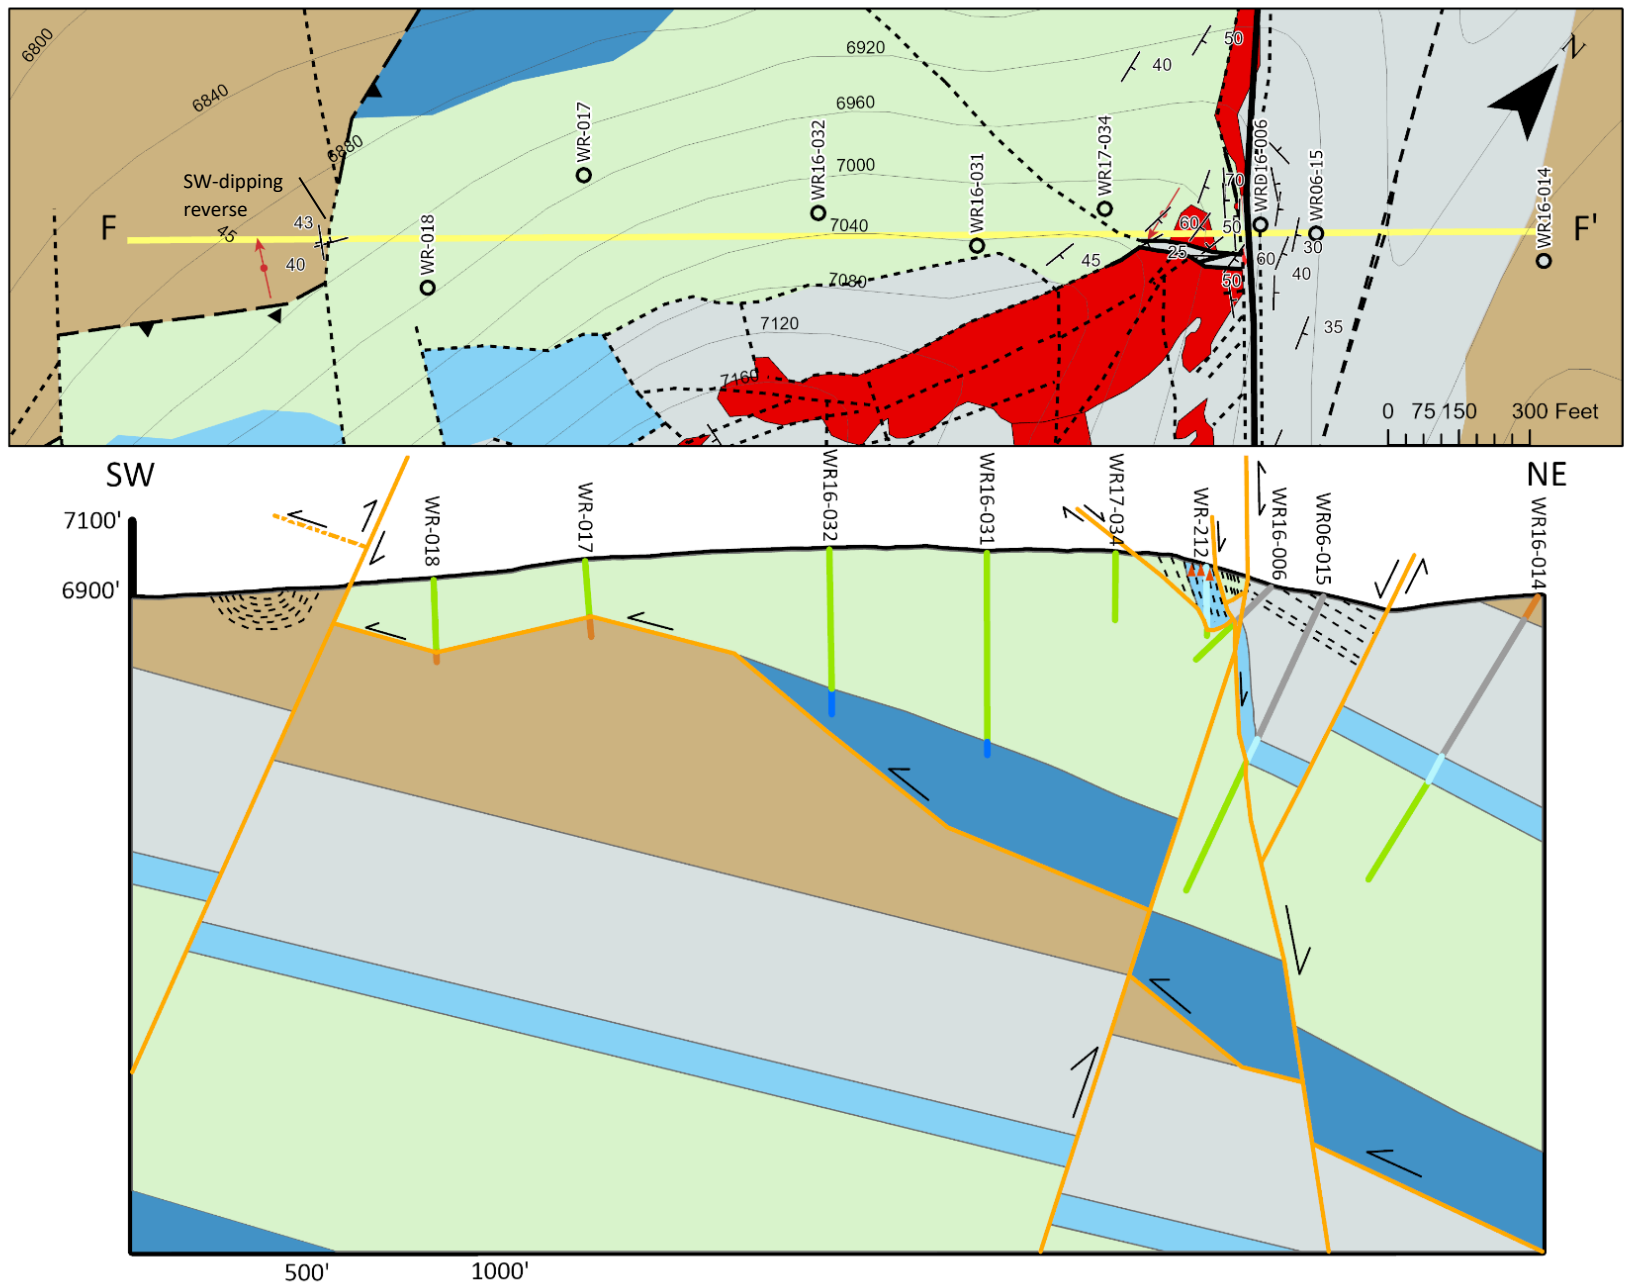 6800
6840
6880
SW-dipping
reverse
45
43
40
F
WR-018
WR-017
WR16-032
WR16-031
WR17-034
WRD16-006
WR06-15
WR16-014
6920
6960
7000
7040
7080
7120
7160
40
50
70
60
50
25
45
50
60
30
40
35
N
F'
0 75 150 300 Feet
SW
NE
7100'
6900'
WR-018
WR-017
WR16-032
WR16-031
WR17-034
WR-212
WR16-006
WR06-015
WR16-014
500'
1000'